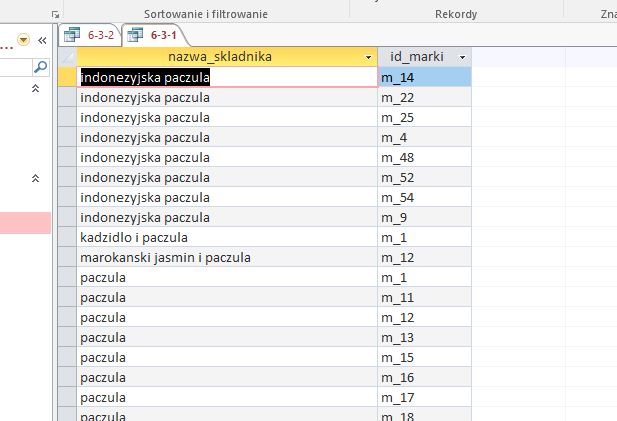 Sortowanie i filtrowanie
Rekordy
... «
6-3-2
6-3-1
nazwa_skladnika id_marki
indonezyjska paczula m_14
indonezyjska paczula m_22
indonezyjska paczula m_25
indonezyjska paczula m_4
indonezyjska paczula m_48
indonezyjska paczula m_52
indonezyjska paczula m_54
indonezyjska paczula m_9
kadzidlo i paczula m_1
marokanski jasmin i paczula m_12
paczula m_1
paczula m_11
paczula m_12
paczula m_13
paczula m_15
paczula m_16
paczula m_17
paczula m_18